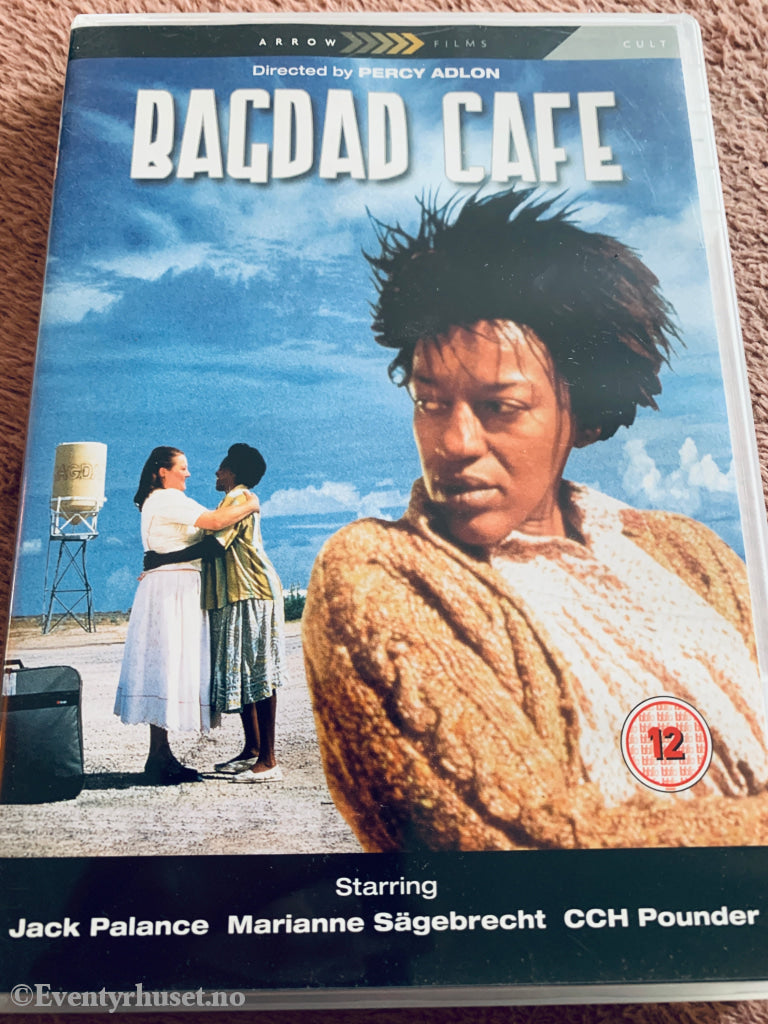 ARROW FILMS CULT
Directed by PERCY ADLON
BAGDAD CAFE
BAGDA
12
Starring
Jack Palance Marianne Sägebrecht CCH Pounder
©Eventyrhuset.no